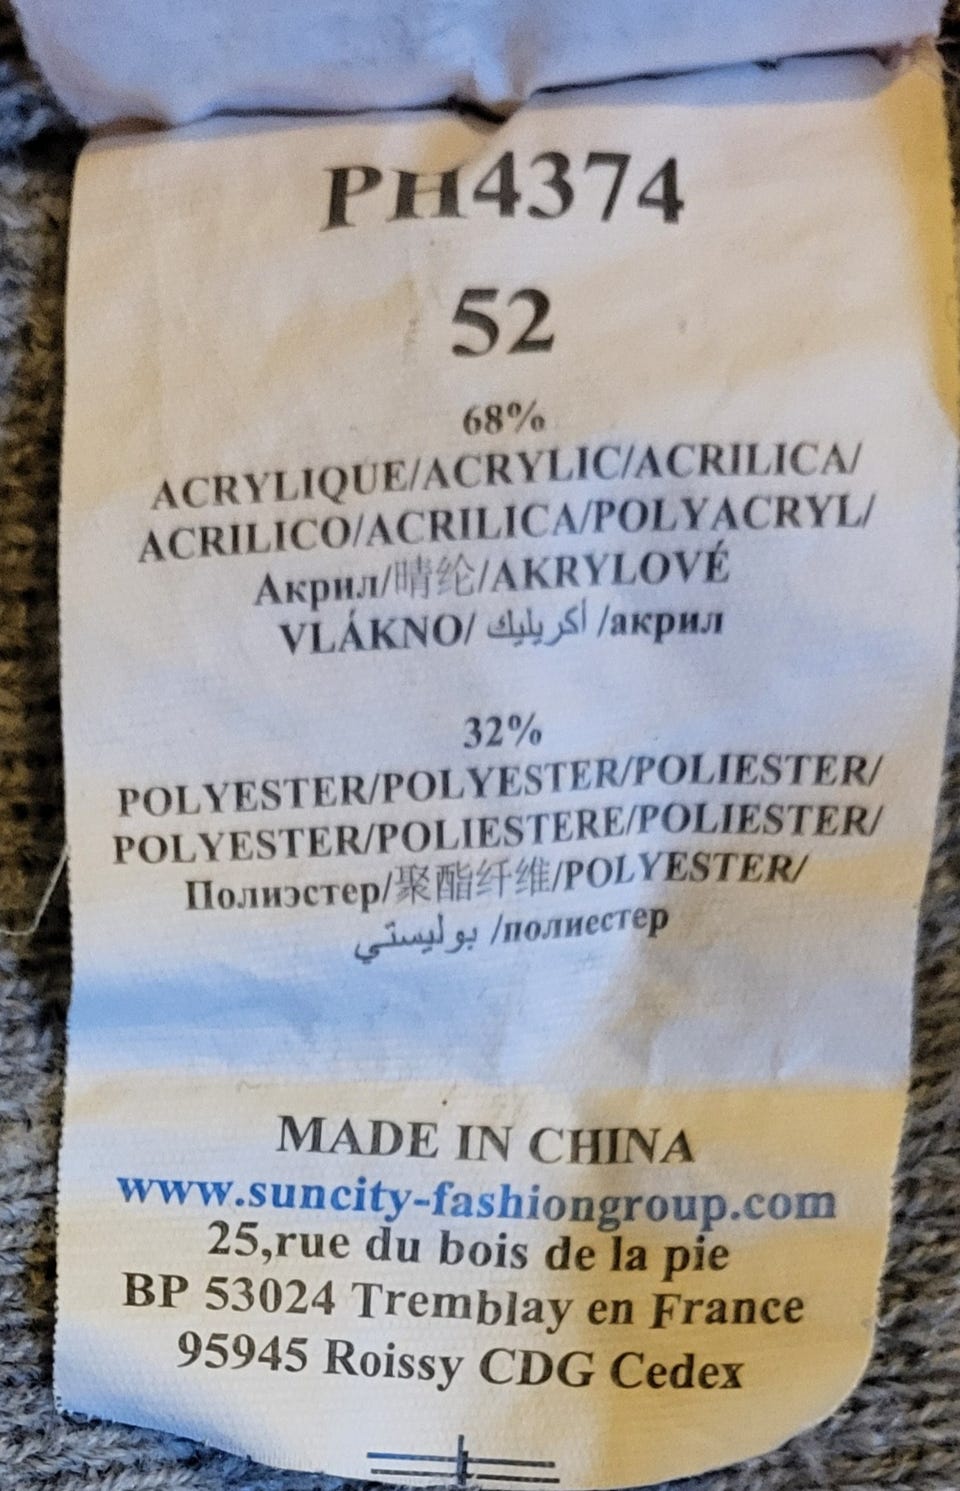 PH4374
52
68%
ACRYLIQUE/ACRYLIC/ACRILICA/
ACRILICO/ACRILICA/POLYACRYL/
Акрил/晴纶/AKRYLOVÉ
VLÁKNO/ أكريليك /акрил
32%
POLYESTER/POLYESTER/POLIESTER/
POLYESTER/POLIESTERE/POLIESTER/
Полиэстер/聚酯纤维/POLYESTER/
بوليستي /полиестер
MADE IN CHINA
www.suncity-fashiongroup.com
25,rue du bois de la pie
BP 53024 Tremblay en France
95945 Roissy CDG Cedex